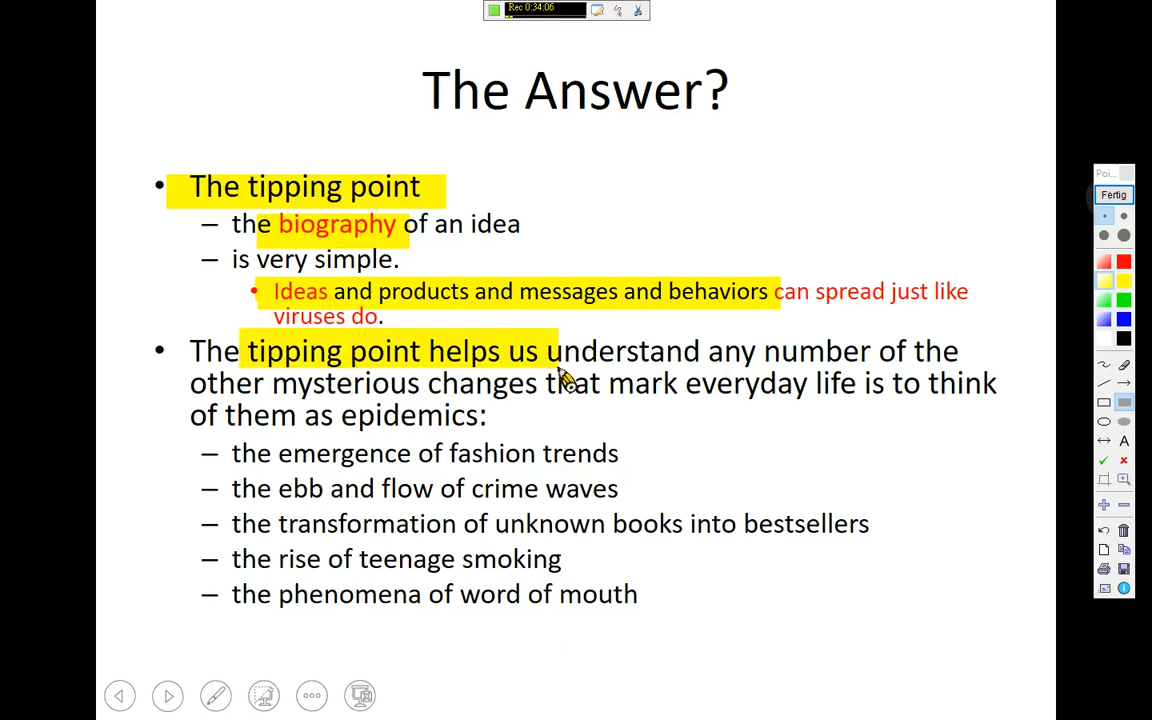 Rec 0:34:06
The Answer?
• The tipping point
– the biography of an idea
– is very simple.
• Ideas and products and messages and behaviors can spread just like
viruses do.
• The tipping point helps us understand any number of the
other mysterious changes that mark everyday life is to think
of them as epidemics:
– the emergence of fashion trends
– the ebb and flow of crime waves
– the transformation of unknown books into bestsellers
– the rise of teenage smoking
– the phenomena of word of mouth
Poi...
Fertig
A